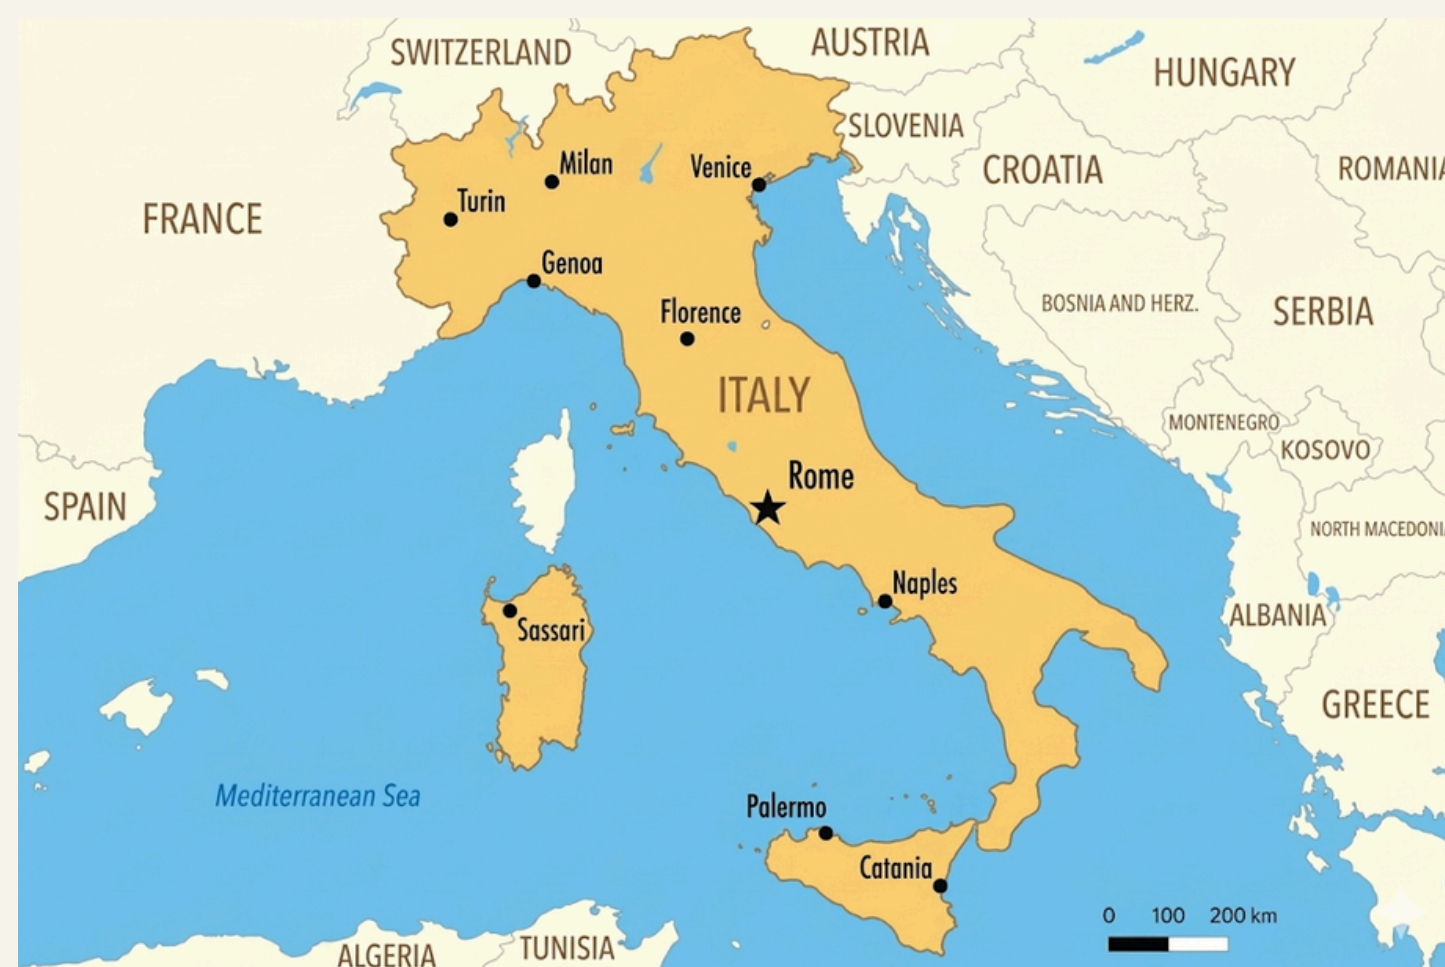 SWITZERLAND
AUSTRIA
HUNGARY
SLOVENIA
Milan
Venice
CROATIA
ROMANIA
Turin
FRANCE
Genoa
Florence
BOSNIA AND HERZ.
SERBIA
ITALY
MONTENEGRO
KOSOVO
Rome
SPAIN
NORTH MACEDONI
Naples
Sassari
ALBANIA
GREECE
Mediterranean Sea
Palermo
Catania
0 100 200 km
ALGERIA
TUNISIA